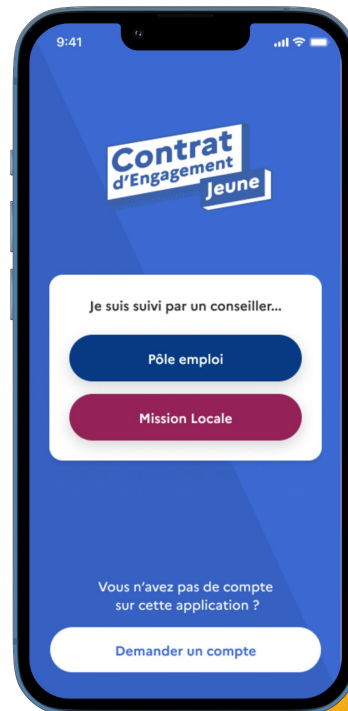 9:41
Contrat
d'Engagement
Jeune
Je suis suivi par un conseiller...
Pôle emploi
Mission Locale
Vous n'avez pas de compte
sur cette application ?
Demander un compte